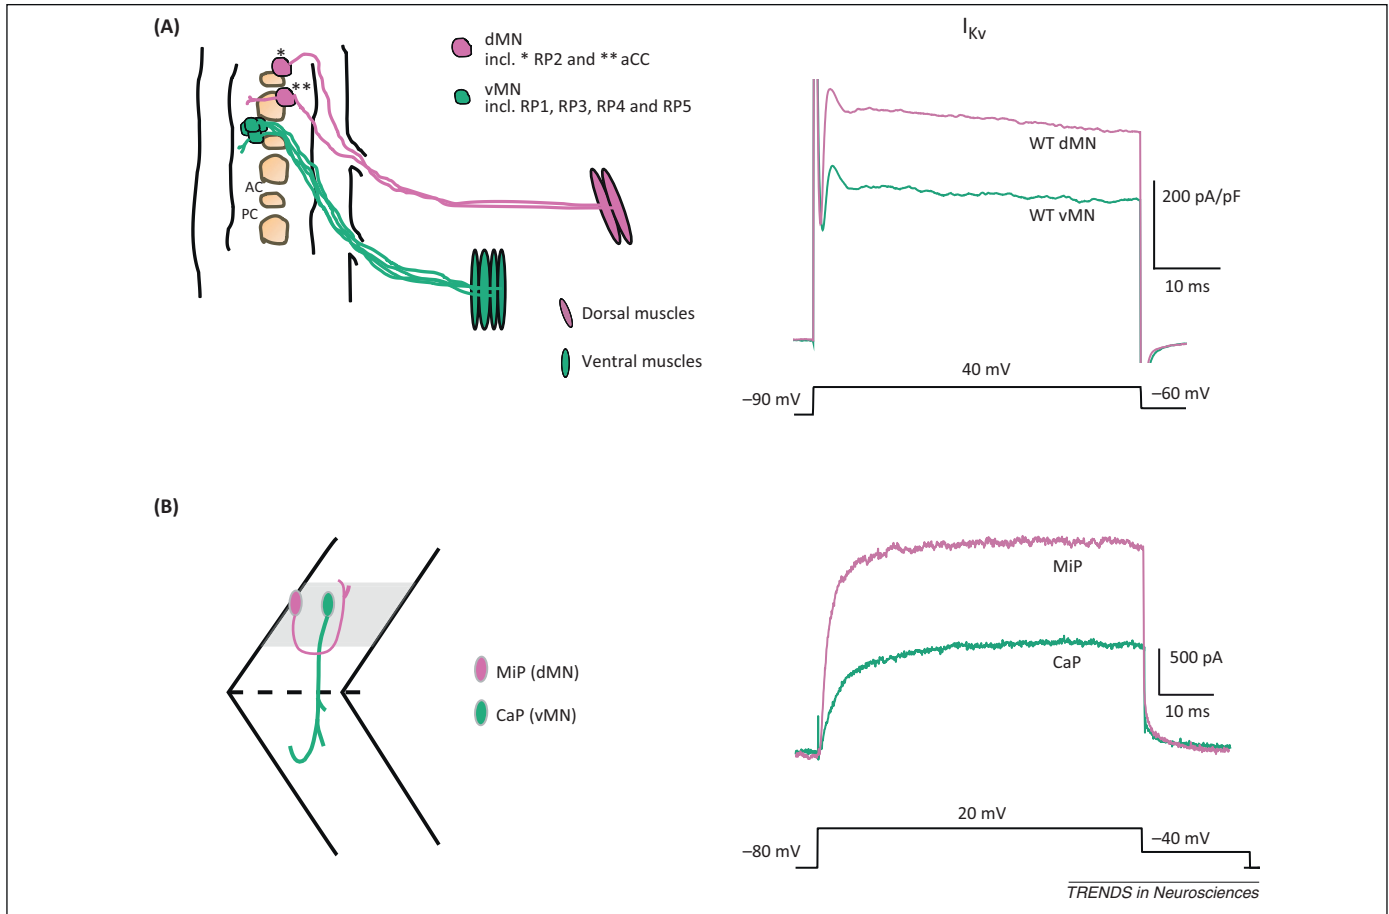 (A)
*
**
AC
PC
dMN
incl. * RP2 and ** aCC
vMN
incl. RP1, RP3, RP4 and RP5
Dorsal muscles
Ventral muscles
I Kv
WT dMN
WT vMN
200 pA/pF
10 ms
40 mV
–90 mV
–60 mV
(B)
MiP (dMN)
CaP (vMN)
MiP
CaP
500 pA
10 ms
20 mV
–80 mV
–40 mV
TRENDS in Neurosciences